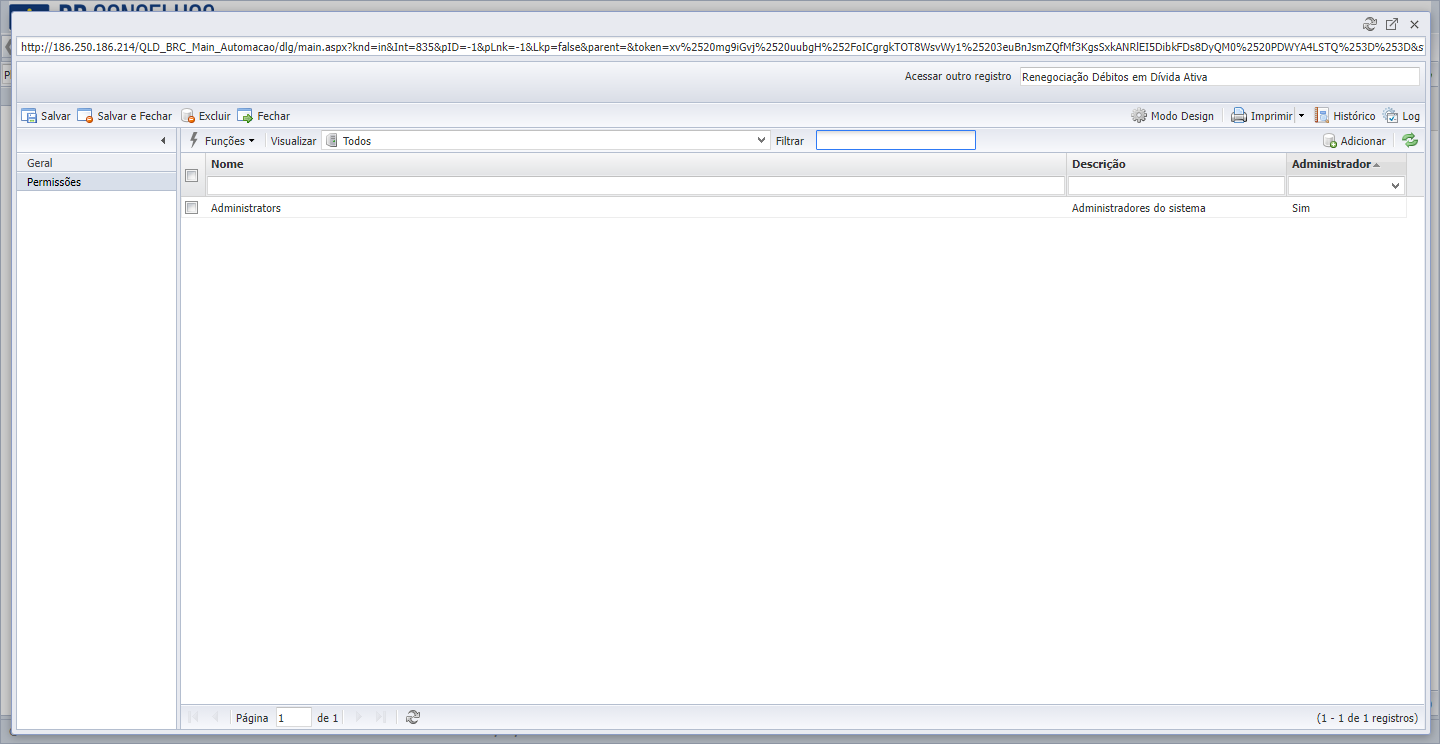 http://186.250.186.214/QLD_BRC_Main_Automacao/dlg/main.aspx?knd=in&Int=835&pID=-1&pLnk=-1&Lkp=false&parent=&token=xv%2520mg9iGvj%2520uubgH%252FoICgrgkTOT8WsvWy1%25203euBnJsmZQfMf3KgsSxkANRlEI5DibkFDs8DyQM0%2520PDWYA4LSTQ%253D%253D&s
Acessar outro registro Renegociação Débitos em Dívida Ativa
Salvar Salvar e Fechar Excluir Fechar Modo Design Imprimir Histórico Log
Funções Visualizar Todos Filtrar Adicionar
Geral
Permissões
Nome Descrição Administrador
Administrators Administradores do sistema Sim
Página 1 de 1 (1 - 1 de 1 registros)